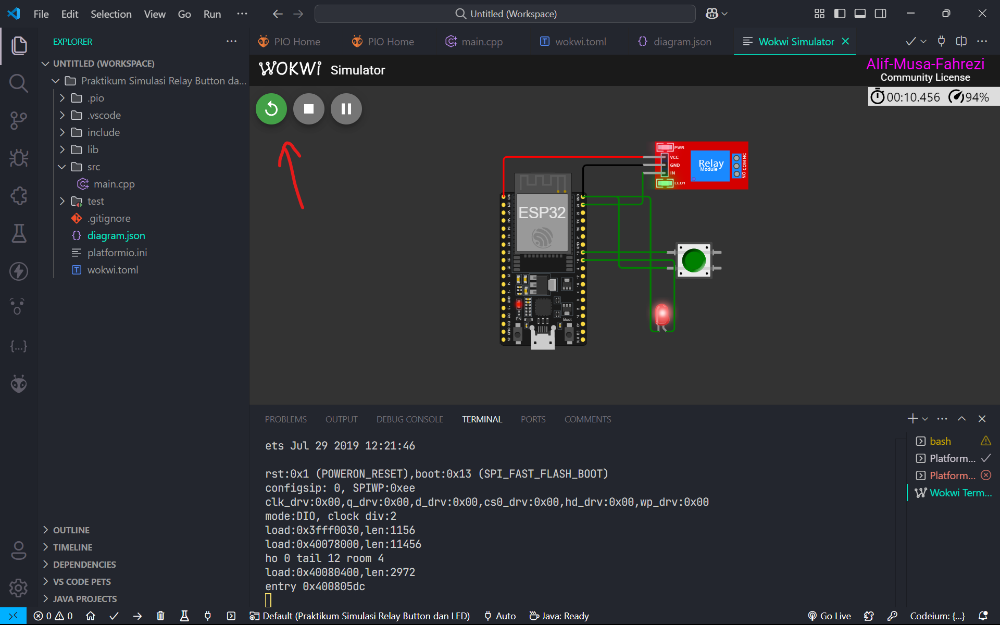 File Edit Selection View Go Run ···
Untitled (Workspace)
EXPLORER
UNTITLED (WORKSPACE)
Praktikum Simulasi Relay Button da...
.pio
.vscode
include
lib
src
main.cpp
test
.gitignore
diagram.json
platformio.ini
wokwi.toml
OUTLINE
TIMELINE
DEPENDENCIES
VS CODE PETS
JAVA PROJECTS
PIO Home
PIO Home
main.cpp
wokwi.toml
diagram.json
Wokwi Simulator
WOKWI Simulator
Alif-Musa-Fahrezi
Community License
00:10.456 94%
PWR
VCC
GND
IN
LED1
Relay
Module
NO COM NC
ESP32
EN
Boot
PROBLEMS OUTPUT DEBUG CONSOLE TERMINAL PORTS COMMENTS
ets Jul 29 2019 12:21:46
rst:0x1 (POWERON_RESET),boot:0x13 (SPI_FAST_FLASH_BOOT)
configsip: 0, SPIWP:0xee
clk_drv:0x00,q_drv:0x00,d_drv:0x00,cs0_drv:0x00,hd_drv:0x00,wp_drv:0x00
mode:DIO, clock div:2
load:0x3fff0030,len:1156
load:0x40078000,len:11456
ho 0 tail 12 room 4
load:0x40080400,len:2972
entry 0x400805dc
bash
Platform...
Platform...
Wokwi Term...
0 0
Default (Praktikum Simulasi Relay Button dan LED)
Auto
Java: Ready
Go Live
Codeium: {...}